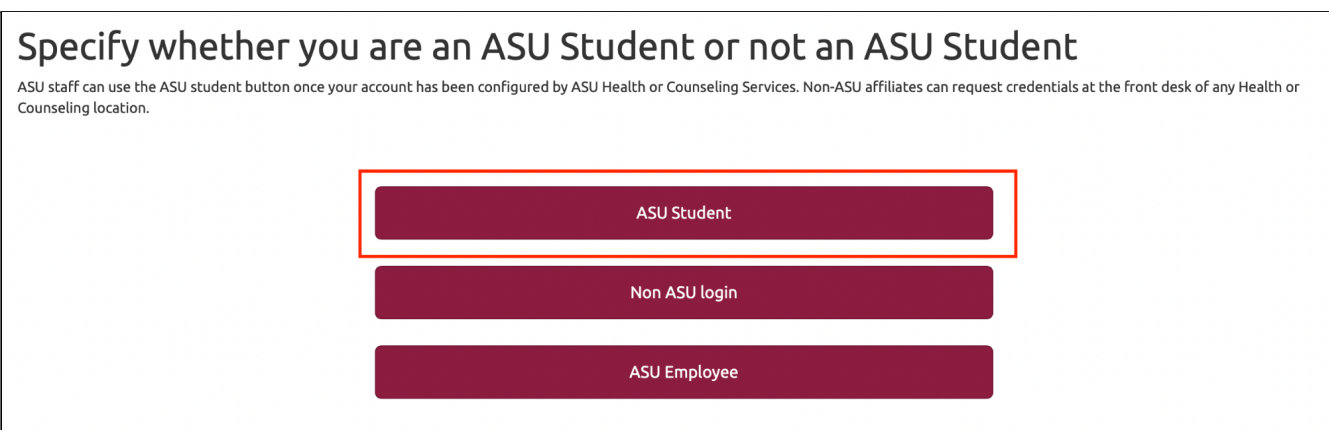 Specify whether you are an ASU Student or not an ASU Student
ASU staff can use the ASU student button once your account has been configured by ASU Health or Counseling Services. Non-ASU affiliates can request credentials at the front desk of any Health or
Counseling location.
ASU Student
Non ASU login
ASU Employee